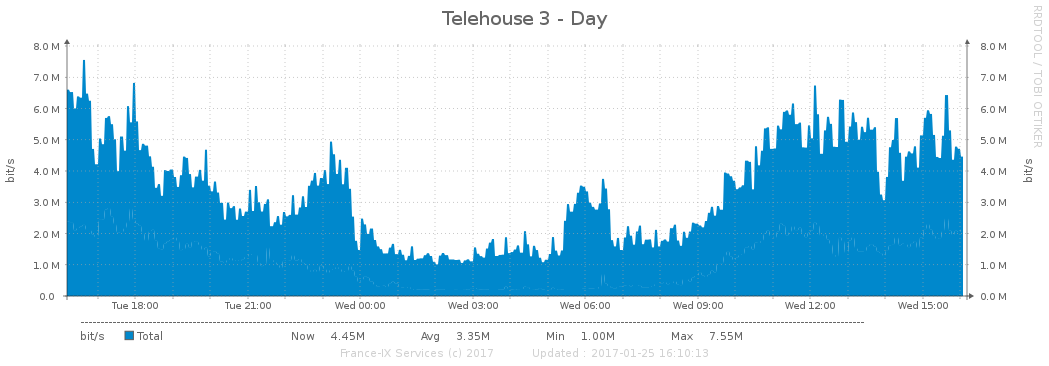 Telehouse 3 - Day
RRDTOOL / TOBI OETIKER
bit/s
bit/s
8.0 M 8.0 M
7.0 M 7.0 M
6.0 M 6.0 M
5.0 M 5.0 M
4.0 M 4.0 M
3.0 M 3.0 M
2.0 M 2.0 M
1.0 M 1.0 M
0.0 0.0 M
Tue 18:00 Tue 21:00 Wed 00:00 Wed 03:00 Wed 06:00 Wed 09:00 Wed 12:00 Wed 15:00
bit/s Total Now 4.45M Avg 3.35M Min 1.00M Max 7.55M
France-IX Services (c) 2017 Updated : 2017-01-25 16:10:13